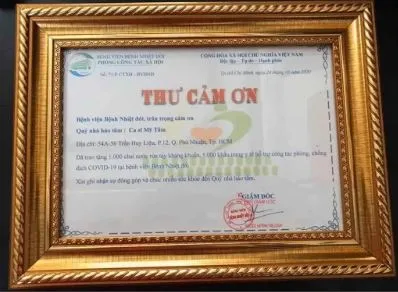 BỆNH VIỆN BỆNH NHIỆT ĐỚI
PHÒNG CÔNG TÁC XÃ HỘI
CỘNG HÒA XÃ HỘI CHỦ NGHĨA VIỆT NAM
Độc lập - Tự do - Hạnh phúc
THƯ CẢM ƠN
Bệnh viện Bệnh Nhiệt đới, trân trọng cảm ơn
Quý nhà hảo tâm : Ca sĩ Mỹ Tâm
Địa chỉ: 54A-56 Trần Huy Liệu, P.12, Q. Phú Nhuận, Tp. HCM
Đã trao tặng 1.000 chai nước rửa tay kháng khuẩn, 5.000 khẩu trang y tế hỗ trợ công tác phòng, chống
dịch COVID-19 tại bệnh viện Bệnh Nhiệt đới.
Xin ghi nhận sự đóng góp và chúc nhiều sức khỏe đến Quý nhà hảo tâm.
GIÁM ĐỐC